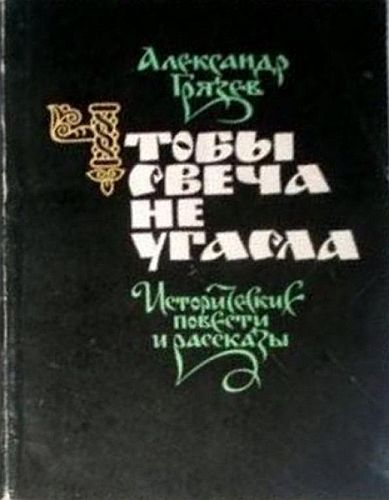 Александр
Грязев
Чтобы
свеча
не
угасла
Исторические
повести
и рассказы